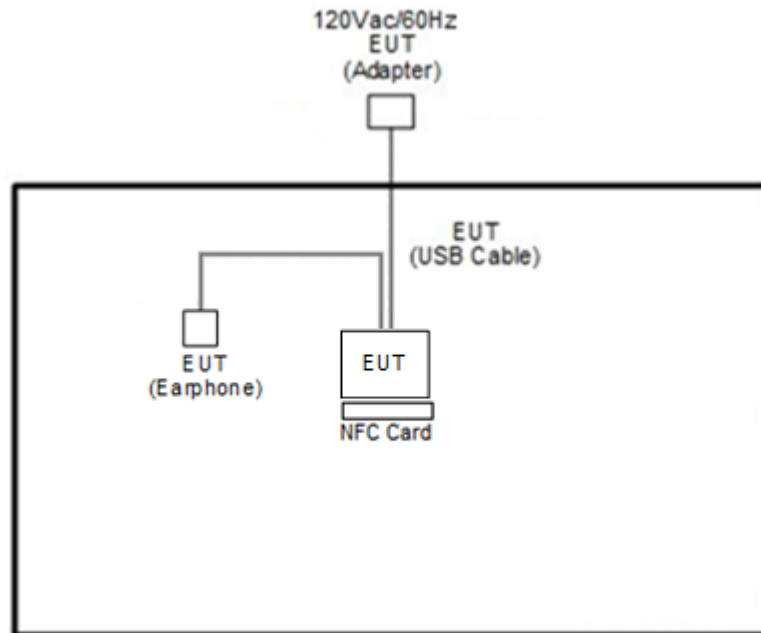 120Vac/60Hz
EUT
(Adapter)
EUT
(USB Cable)
EUT
(Earphone)
EUT
NFC Card